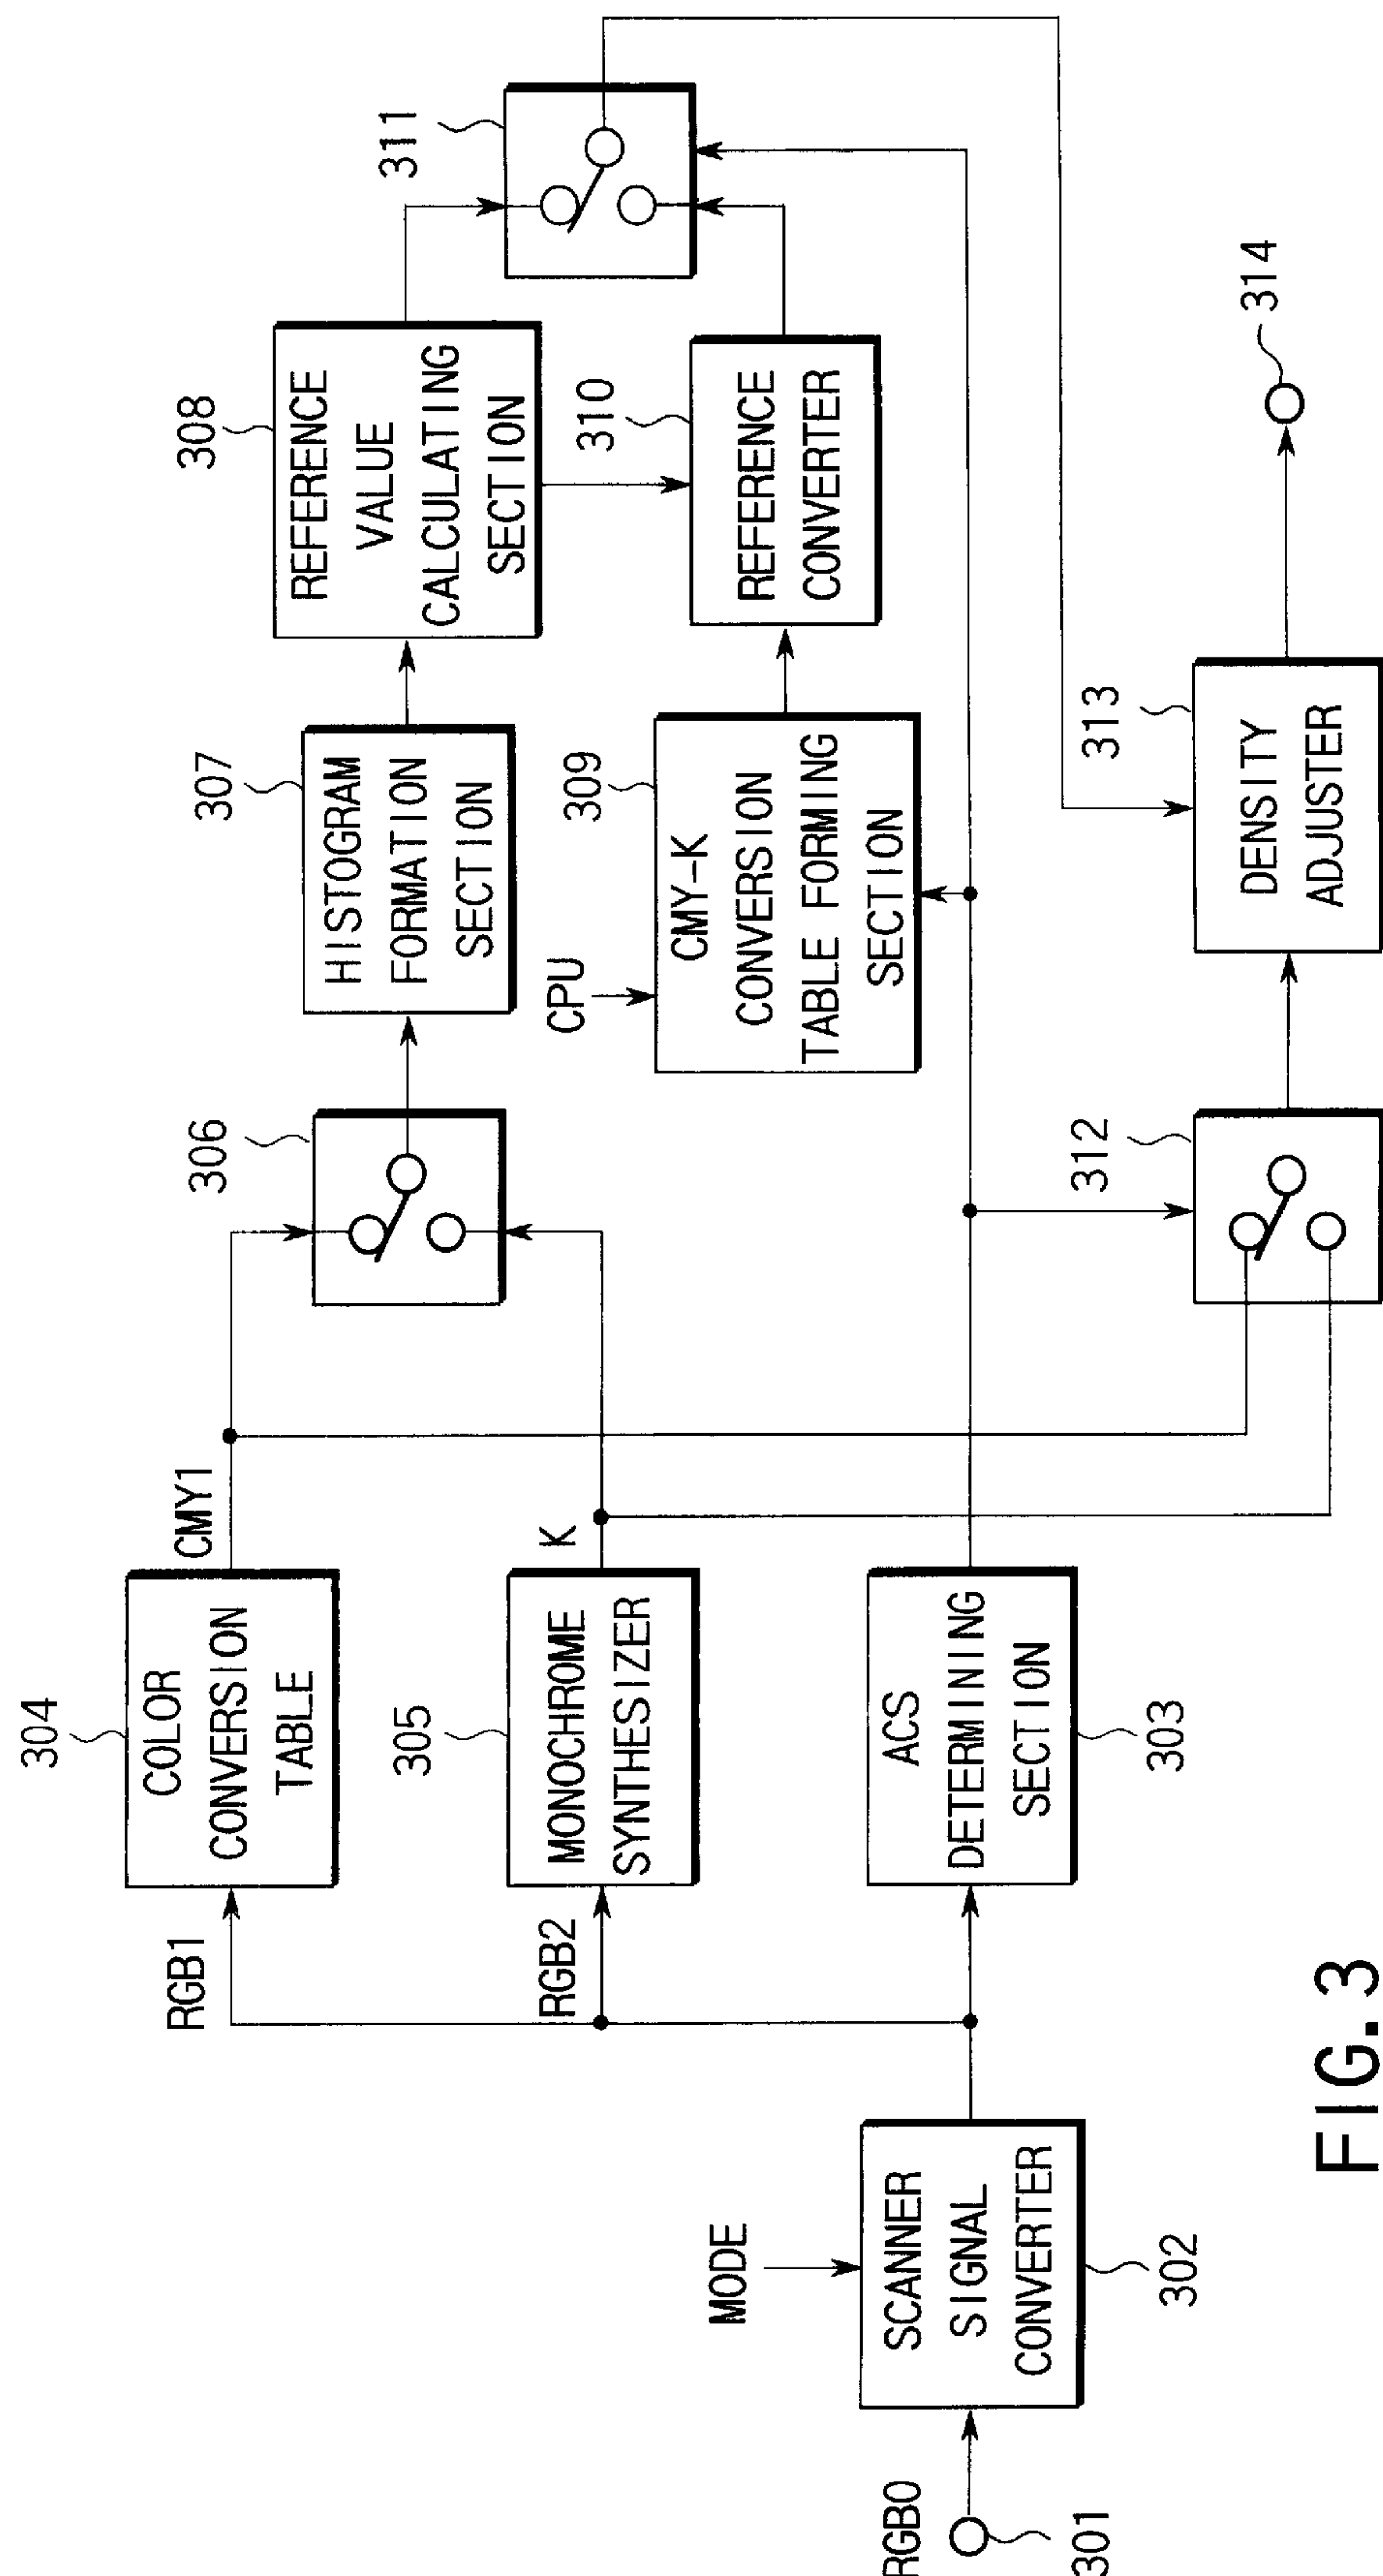 RGB0
301
MODE
SCANNER
SIGNAL
CONVERTER
302
RGB1
RGB2
304
COLOR
CONVERSION
TABLE
305
MONOCHROME
SYNTHESIZER
ACS
DETERMINING
SECTION
303
CMY1
K
306
307
HISTOGRAM
FORMATION
SECTION
308
REFERENCE
VALUE
CALCULATING
SECTION
CPU
309
CMY-K
CONVERSION
TABLE FORMING
SECTION
310
REFERENCE
CONVERTER
311
312
313
DENSITY
ADJUSTER
314
FIG. 3